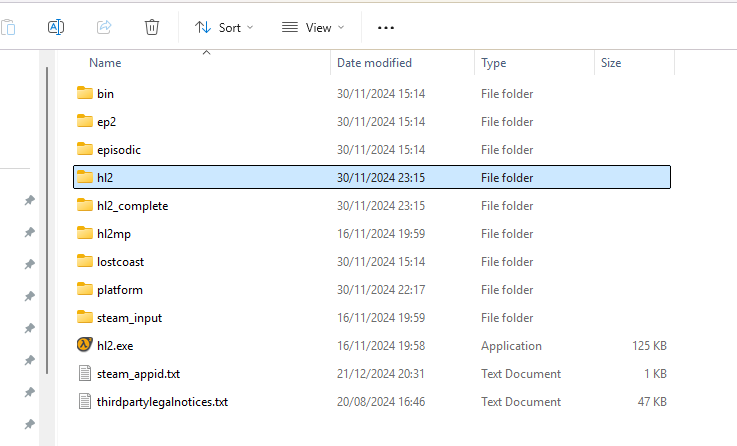 Sort View
Name Date modified Type Size
bin 30/11/2024 15:14 File folder
ep2 30/11/2024 15:14 File folder
episodic 30/11/2024 15:14 File folder
hl2 30/11/2024 23:15 File folder
hl2_complete 30/11/2024 23:15 File folder
hl2mp 16/11/2024 19:59 File folder
lostcoast 30/11/2024 15:14 File folder
platform 30/11/2024 22:17 File folder
steam_input 16/11/2024 19:59 File folder
hl2.exe 16/11/2024 19:58 Application 125 KB
steam_appid.txt 21/12/2024 20:31 Text Document 1 KB
thirdpartylegalnotices.txt 20/08/2024 16:46 Text Document 47 KB